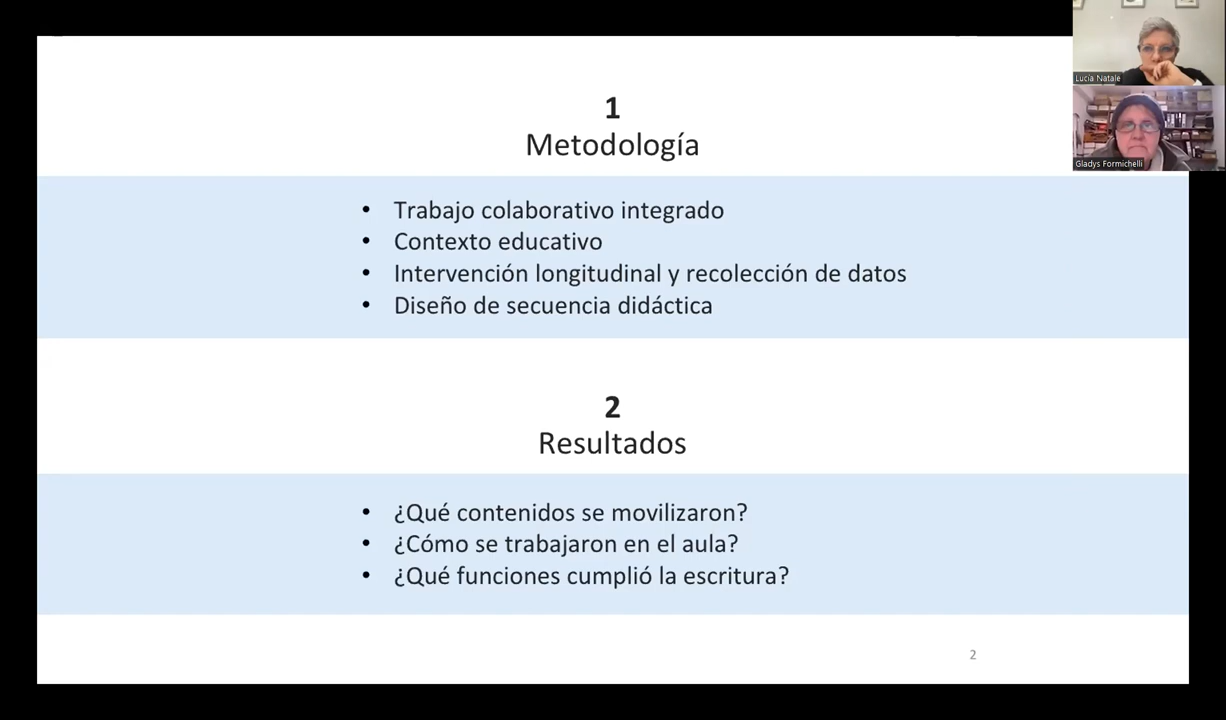 1
Metodología
• Trabajo colaborativo integrado
• Contexto educativo
• Intervención longitudinal y recolección de datos
• Diseño de secuencia didáctica
2
Resultados
• ¿Qué contenidos se movilizaron?
• ¿Cómo se trabajaron en el aula?
• ¿Qué funciones cumplió la escritura?
2
Lucía Natale
Gladys Formichelli